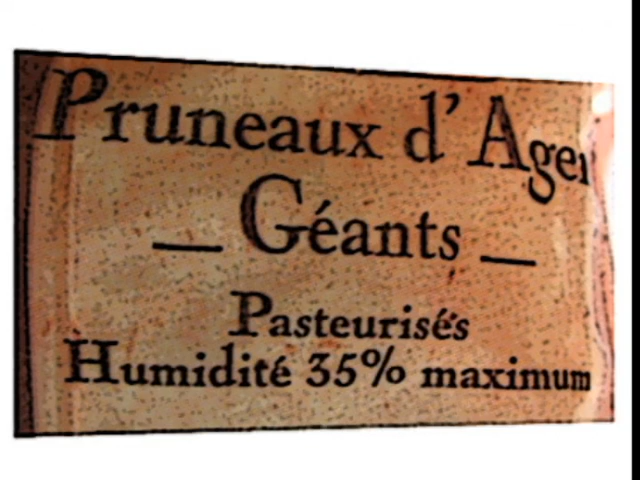 Pruneaux d'Agen
— Géants —
Pasteurisés
Humidité 35% maximum